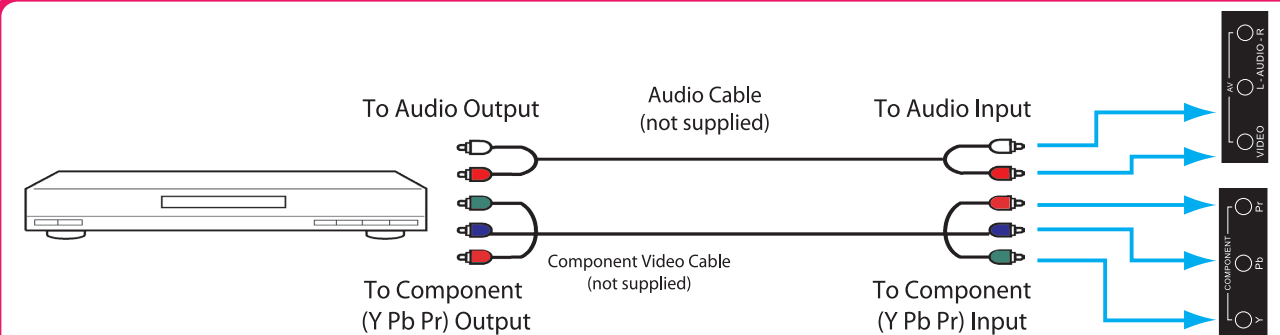 To Audio Output
Audio Cable
(not supplied)
To Audio Input
Component Video Cable
(not supplied)
To Component
(Y Pb Pr) Output
To Component
(Y Pb Pr) Input
VIDEO
L - AUDIO - R
AV
Y
Pb
Pr
COMPONENT